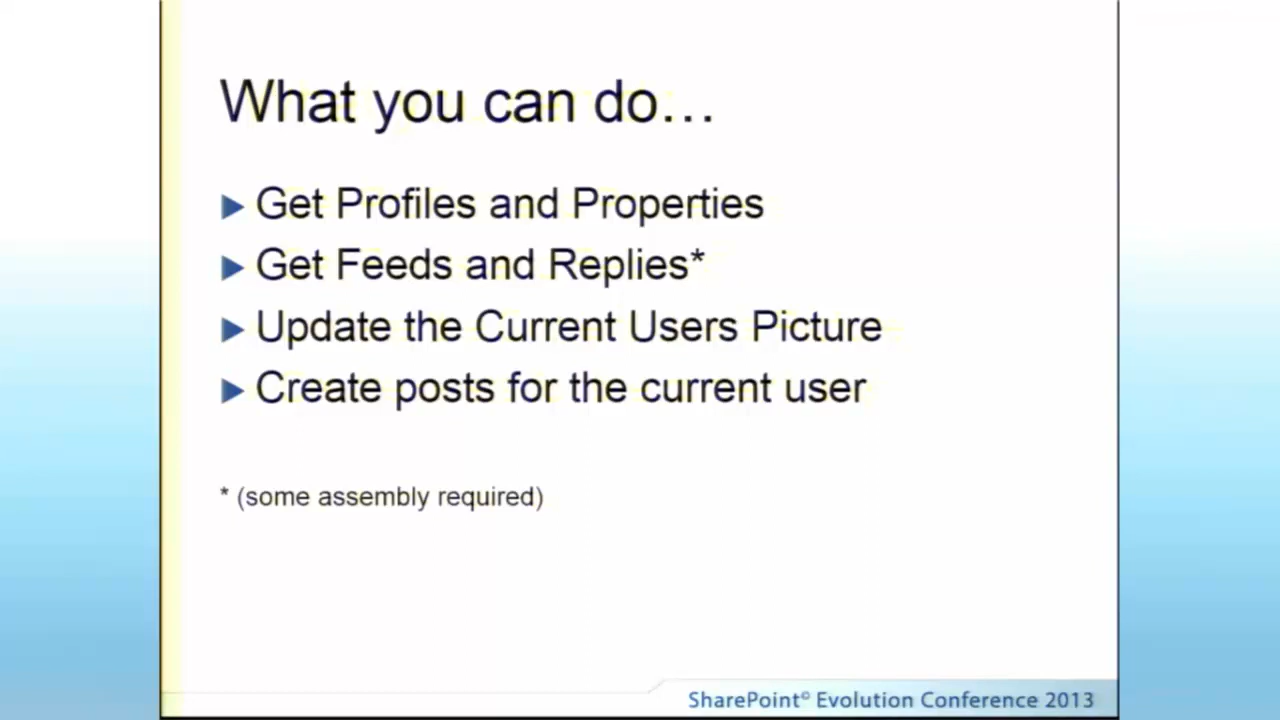 What you can do…
Get Profiles and Properties
Get Feeds and Replies*
Update the Current Users Picture
Create posts for the current user
* (some assembly required)
SharePoint© Evolution Conference 2013